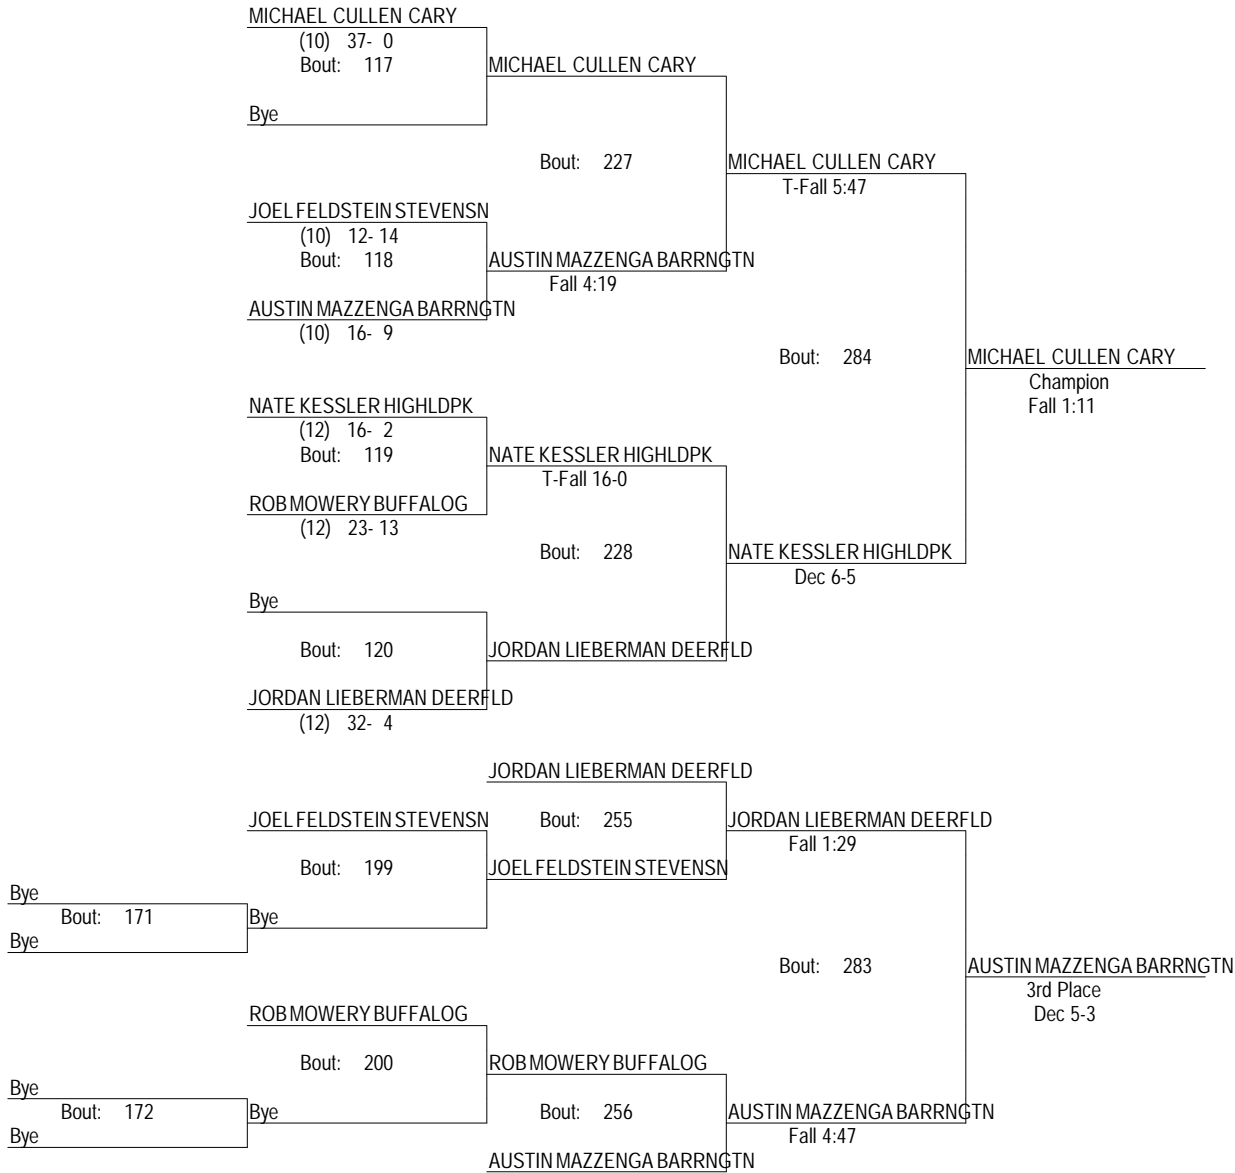 MICHAEL CULLEN CARY
(10) 37- 0
Bout: 117
MICHAEL CULLEN CARY
Bye
Bout: 227
MICHAEL CULLEN CARY
T-Fall 5:47
JOEL FELDSTEIN STEVENSN
(10) 12- 14
Bout: 118
AUSTIN MAZZENGA BARRNGTN
Fall 4:19
AUSTIN MAZZENGA BARRNGTN
(10) 16- 9
Bout: 284
MICHAEL CULLEN CARY
Champion
Fall 1:11
NATE KESSLER HIGHLDPK
(12) 16- 2
Bout: 119
NATE KESSLER HIGHLDPK
T-Fall 16-0
ROB MOWERY BUFFALOG
(12) 23- 13
Bout: 228
NATE KESSLER HIGHLDPK
Dec 6-5
Bye
Bout: 120
JORDAN LIEBERMAN DEERFLD
JORDAN LIEBERMAN DEERFLD
(12) 32- 4
JORDAN LIEBERMAN DEERFLD
JOEL FELDSTEIN STEVENSN
Bout: 255
JORDAN LIEBERMAN DEERFLD
Fall 1:29
Bout: 199
JOEL FELDSTEIN STEVENSN
Bye
Bout: 171
Bye
Bye
Bout: 283
AUSTIN MAZZENGA BARRNGTN
3rd Place
Dec 5-3
ROB MOWERY BUFFALOG
Bout: 200
ROB MOWERY BUFFALOG
Bye
Bout: 172
Bye
Bout: 256
AUSTIN MAZZENGA BARRNGTN
Fall 4:47
Bye
AUSTIN MAZZENGA BARRNGTN